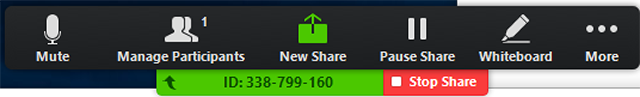 1
Mute Manage Participants New Share Pause Share Whiteboard More
ID: 338-799-160 Stop Share